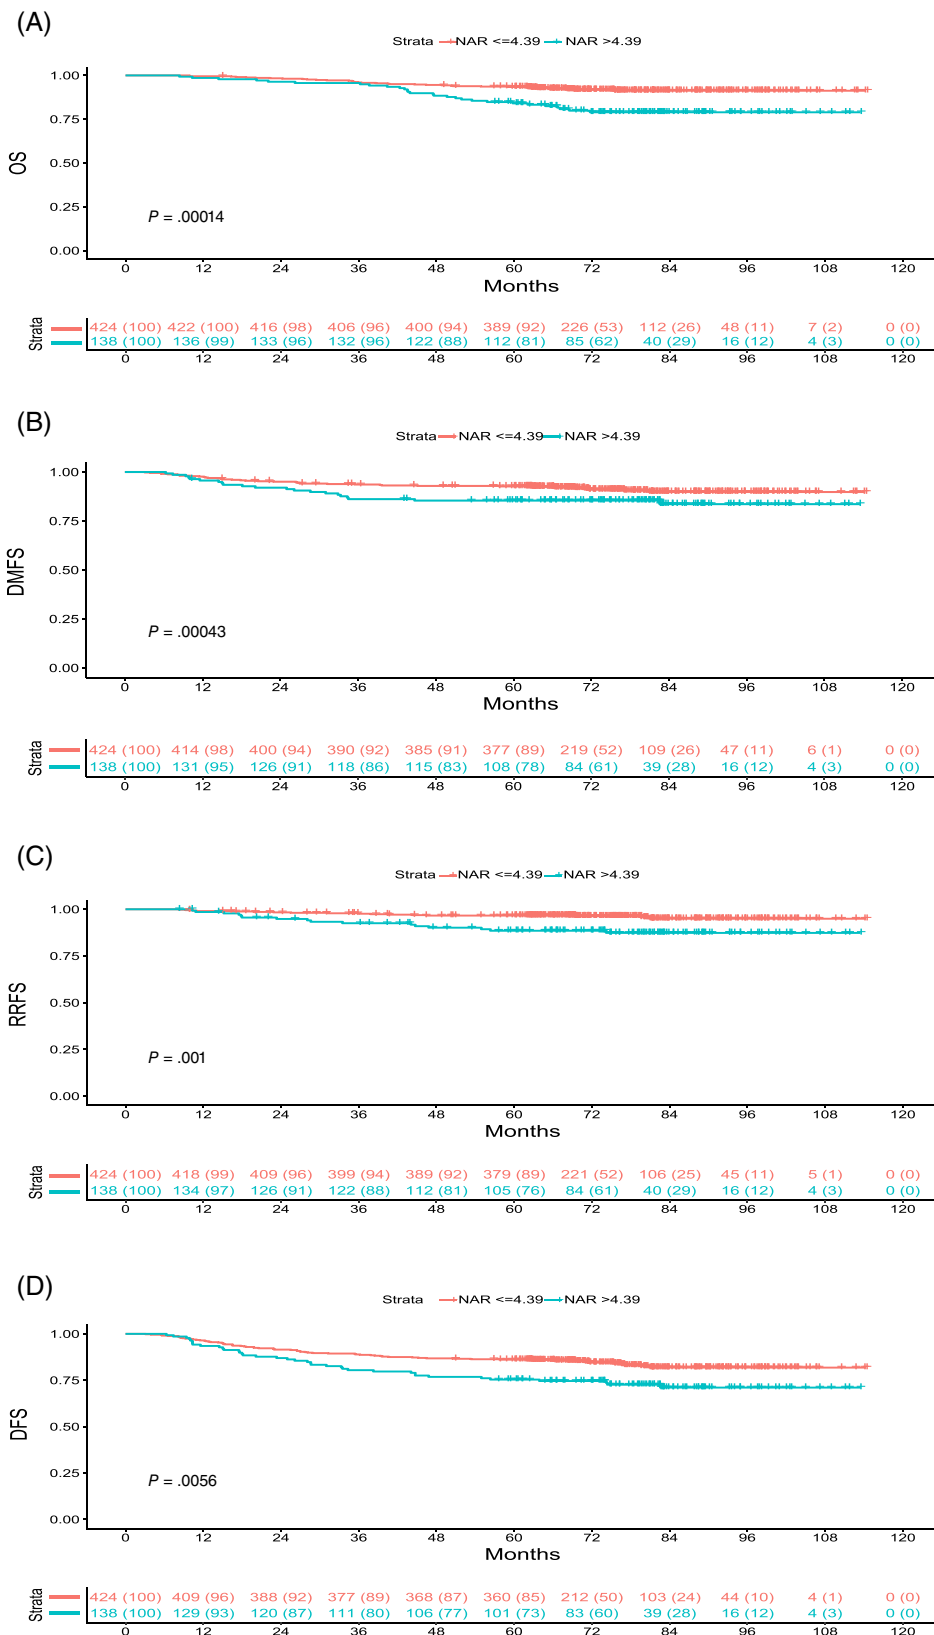 (A)
Strata NAR <=4.39 NAR >4.39
1.00
0.75
0.50
0.25
0.00
OS
P = .00014
0 12 24 36 48 60 72 84 96 108 120
Months
Strata
424 (100) 422 (100) 416 (98) 406 (96) 400 (94) 389 (92) 226 (53) 112 (26) 48 (11) 7 (2) 0 (0)
138 (100) 136 (99) 133 (96) 132 (96) 122 (88) 112 (81) 85 (62) 40 (29) 16 (12) 4 (3) 0 (0)
0 12 24 36 48 60 72 84 96 108 120
(B)
Strata NAR <=4.39 NAR >4.39
1.00
0.75
0.50
0.25
0.00
DMFS
P = .00043
0 12 24 36 48 60 72 84 96 108 120
Months
Strata
424 (100) 414 (98) 400 (94) 390 (92) 385 (91) 377 (89) 219 (52) 109 (26) 47 (11) 6 (1) 0 (0)
138 (100) 131 (95) 126 (91) 118 (86) 115 (83) 108 (78) 84 (61) 39 (28) 16 (12) 4 (3) 0 (0)
0 12 24 36 48 60 72 84 96 108 120
(C)
Strata NAR <=4.39 NAR >4.39
1.00
0.75
0.50
0.25
0.00
RRFS
P = .001
0 12 24 36 48 60 72 84 96 108 120
Months
Strata
424 (100) 418 (99) 409 (96) 399 (94) 389 (92) 379 (89) 221 (52) 106 (25) 45 (11) 5 (1) 0 (0)
138 (100) 134 (97) 126 (91) 122 (88) 112 (81) 105 (76) 84 (61) 40 (29) 16 (12) 4 (3) 0 (0)
0 12 24 36 48 60 72 84 96 108 120
(D)
Strata NAR <=4.39 NAR >4.39
1.00
0.75
0.50
0.25
0.00
DFS
P = .0056
0 12 24 36 48 60 72 84 96 108 120
Months
Strata
424 (100) 409 (96) 388 (92) 377 (89) 368 (87) 360 (85) 212 (50) 103 (24) 44 (10) 4 (1) 0 (0)
138 (100) 129 (93) 120 (87) 111 (80) 106 (77) 101 (73) 83 (60) 39 (28) 16 (12) 4 (3) 0 (0)
0 12 24 36 48 60 72 84 96 108 120